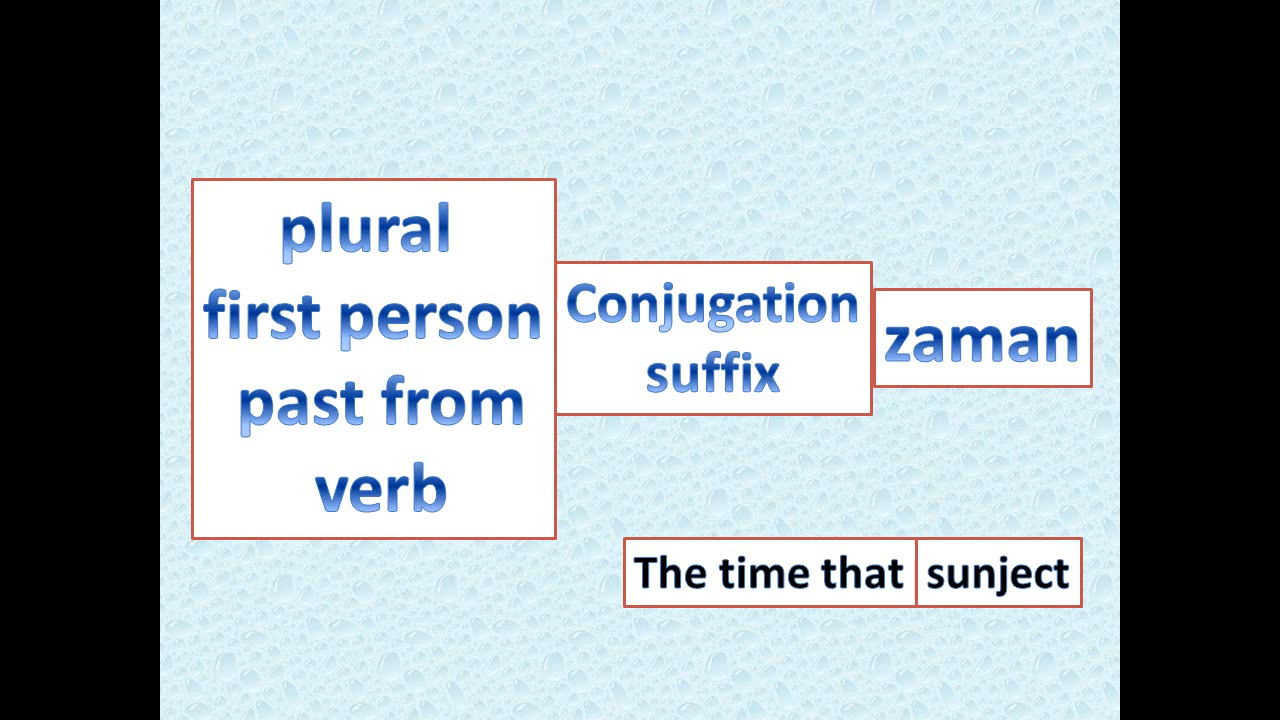 plural
first person
past from
verb
Conjugation
suffix
zaman
The time that
sunject